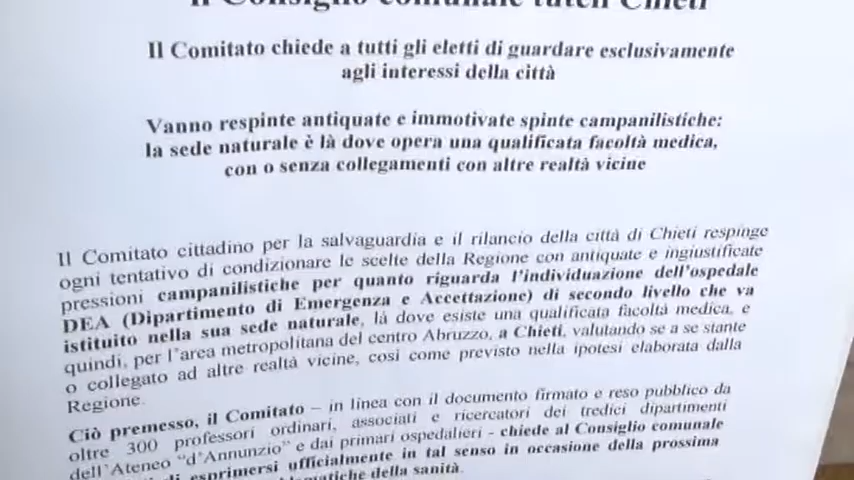 Il Consiglio comunale tuteli Chieti
Il Comitato chiede a tutti gli eletti di guardare esclusivamente
agli interessi della città
Vanno respinte antiquate e immotivate spinte campanilistiche:
la sede naturale è là dove opera una qualificata facoltà medica,
con o senza collegamenti con altre realtà vicine
Il Comitato cittadino per la salvaguardia e il rilancio della città di Chieti respinge
ogni tentativo di condizionare le scelte della Regione con antiquate e ingiustificate
pressioni campanilistiche per quanto riguarda l'individuazione dell'ospedale
DEA (Dipartimento di Emergenza e Accettazione) di secondo livello che va
istituito nella sua sede naturale, là dove esiste una qualificata facoltà medica, e
quindi, per l'area metropolitana del centro Abruzzo, a Chieti, valutando se a se stante
o collegato ad altre realtà vicine, così come previsto nella ipotesi elaborata dalla
Regione.
Ciò premesso, il Comitato – in linea con il documento firmato e reso pubblico da
oltre 300 professori ordinari, associati e ricercatori dei tredici dipartimenti
dell'Ateneo "d'Annunzio" e dai primari ospedalieri - chiede al Consiglio comunale
di esprimersi ufficialmente in tal senso in occasione della prossima
della sanità.